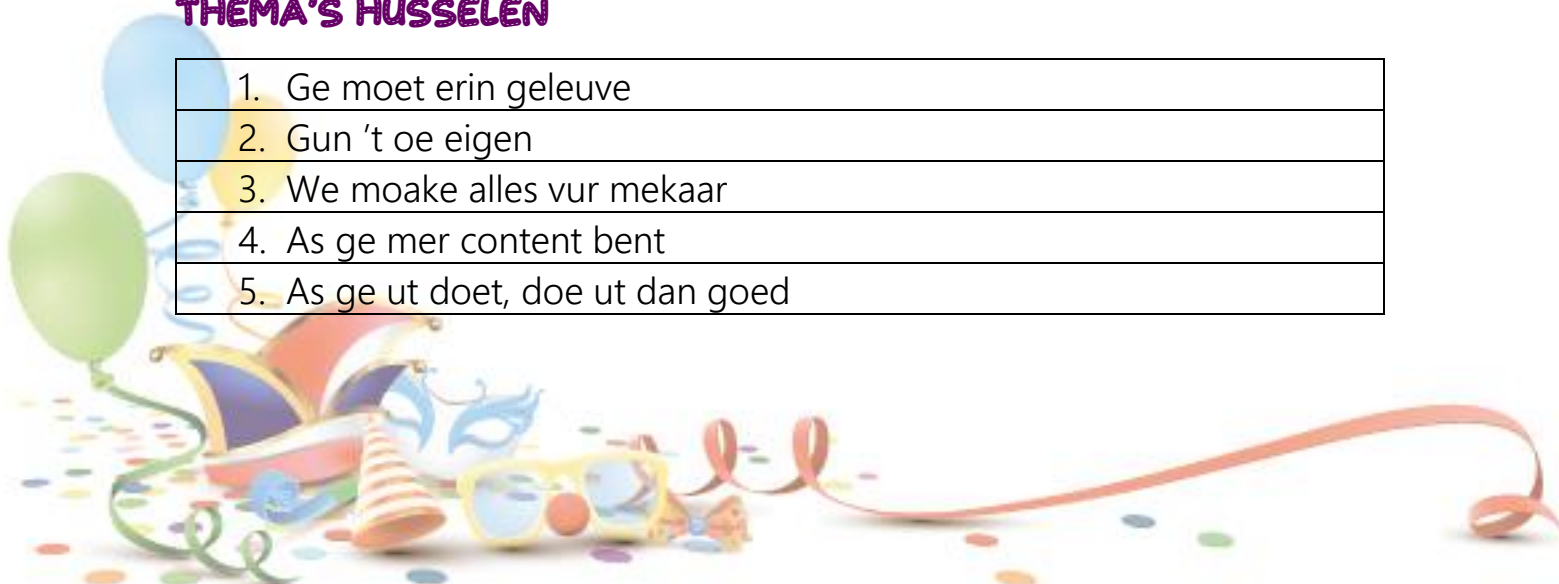 THEMA'S HUSSELEN
1. Ge moet erin geleuve
2. Gun 't oe eigen
3. We moake alles vur mekaar
4. As ge mer content bent
5. As ge ut doet, doe ut dan goed